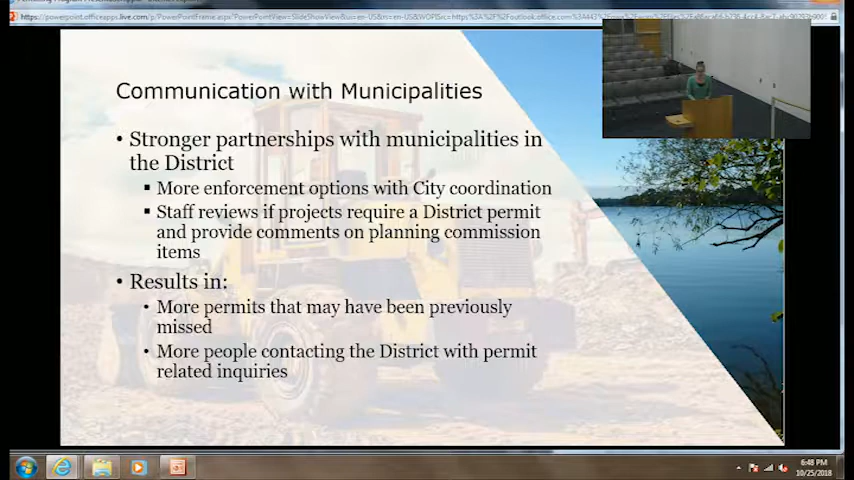 Communication with Municipalities
• Stronger partnerships with municipalities in
the District
▪ More enforcement options with City coordination
▪ Staff reviews if projects require a District permit
and provide comments on planning commission
items
• Results in:
• More permits that may have been previously
missed
• More people contacting the District with permit
related inquiries
6:48 PM
10/25/2018